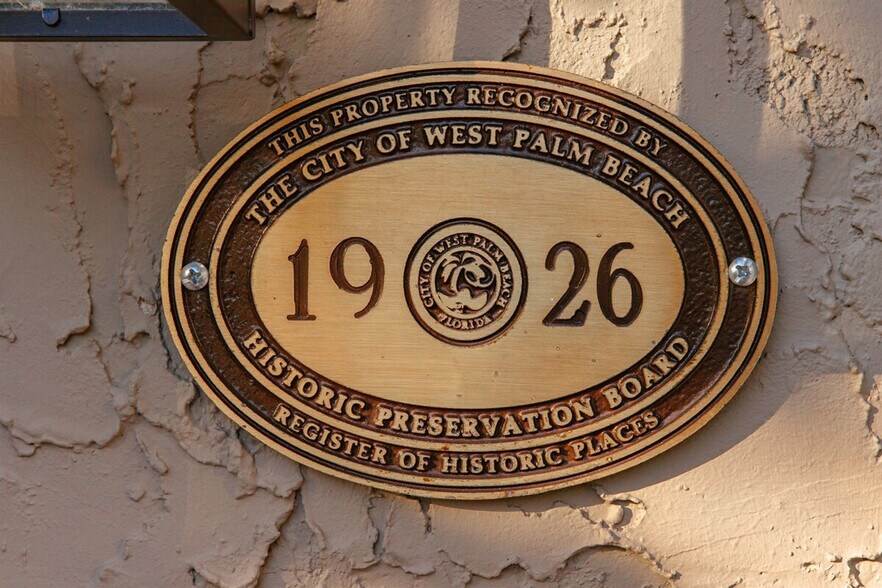 THIS PROPERTY RECOGNIZED BY
THE CITY OF WEST PALM BEACH
19 26
CITY OF WEST PALM BEACH
FLORIDA
HISTORIC PRESERVATION BOARD
REGISTER OF HISTORIC PLACES